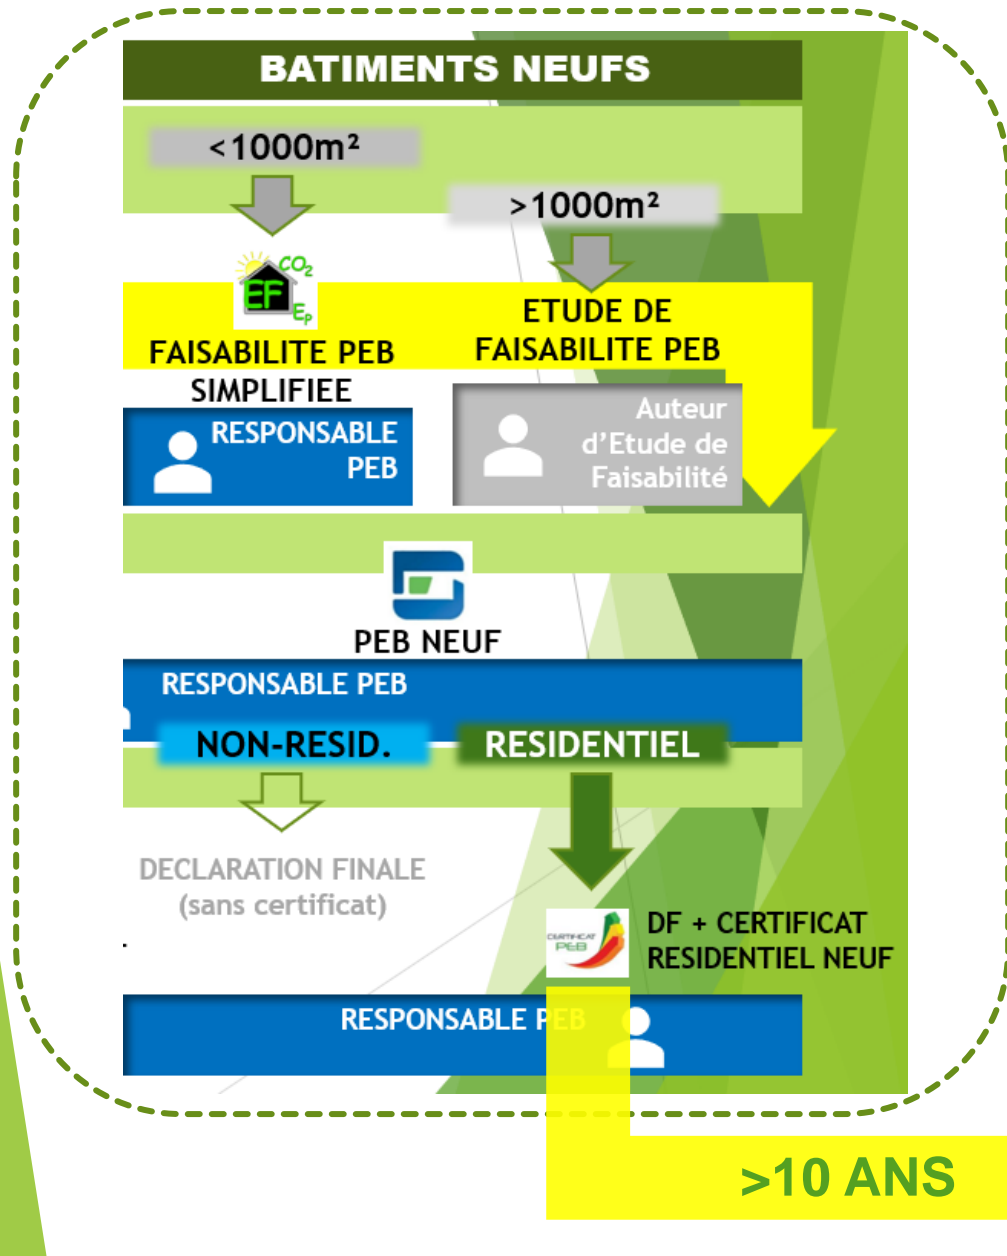 BATIMENTS NEUFS
<1000m²
>1000m²
CO₂
EF
Ep
FAISABILITE PEB
SIMPLIFIEE
ETUDE DE
FAISABILITE PEB
RESPONSABLE
PEB
Auteur
d’Etude de
Faisabilité
PEB NEUF
RESPONSABLE PEB
NON-RESID.
RESIDENTIEL
DECLARATION FINALE
(sans certificat)
CERTIFICAT
PEB
DF + CERTIFICAT
RESIDENTIEL NEUF
RESPONSABLE PEB
>10 ANS